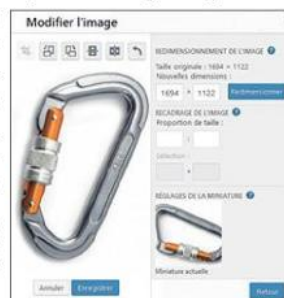 Modifier l'image
REDIMENSIONNEMENT DE L'IMAGE ?
Taille originale : 1694 × 1122
Nouvelles dimensions :
1694 × 1122 Redimensionner
RECADRAGE DE L'IMAGE ?
Proportion de taille :
:
Sélection :
×
RÉGLAGES DE LA MINIATURE ?
Miniature actuelle
Annuler Enregistrer
Retour